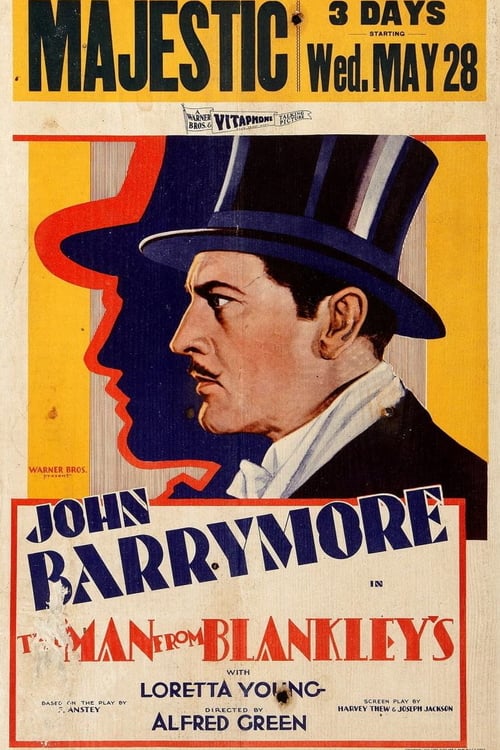 MAJESTIC
3 DAYS
STARTING
WED. MAY 28
A
WARNER
BROS. &
VITAPHONE
TALKING
PICTURE
WARNER BROS.
present
JOHN
BARRYMORE
IN
MAN FROM BLANKLEY'S
WITH
LORETTA YOUNG
BASED ON THE PLAY BY
ANSTEY
DIRECTED BY
ALFRED GREEN
SCREEN PLAY BY
HARVEY THEW & JOSEPH JACKSON